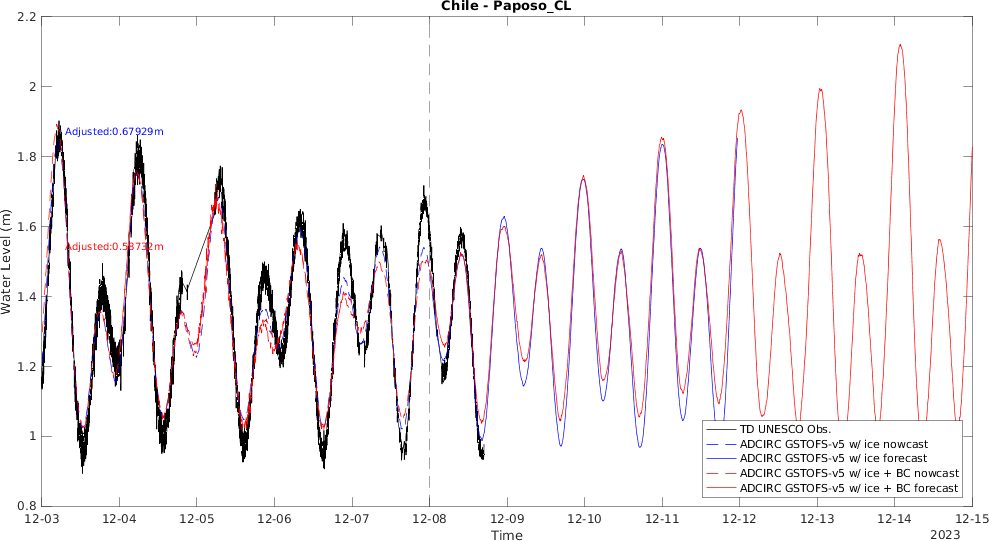 Chile - Paposo_CL
2.2
2
1.8
1.6
1.4
1.2
1
0.8
Water Level (m)
Adjusted:0.67929m
Adjusted:0.53732m
TD UNESCO Obs.
ADCIRC GSTOFS-v5 w/ ice nowcast
ADCIRC GSTOFS-v5 w/ ice forecast
ADCIRC GSTOFS-v5 w/ ice + BC nowcast
ADCIRC GSTOFS-v5 w/ ice + BC forecast
12-03 12-04 12-05 12-06 12-07 12-08 12-09 12-10 12-11 12-12 12-13 12-14 12-15
Time
2023